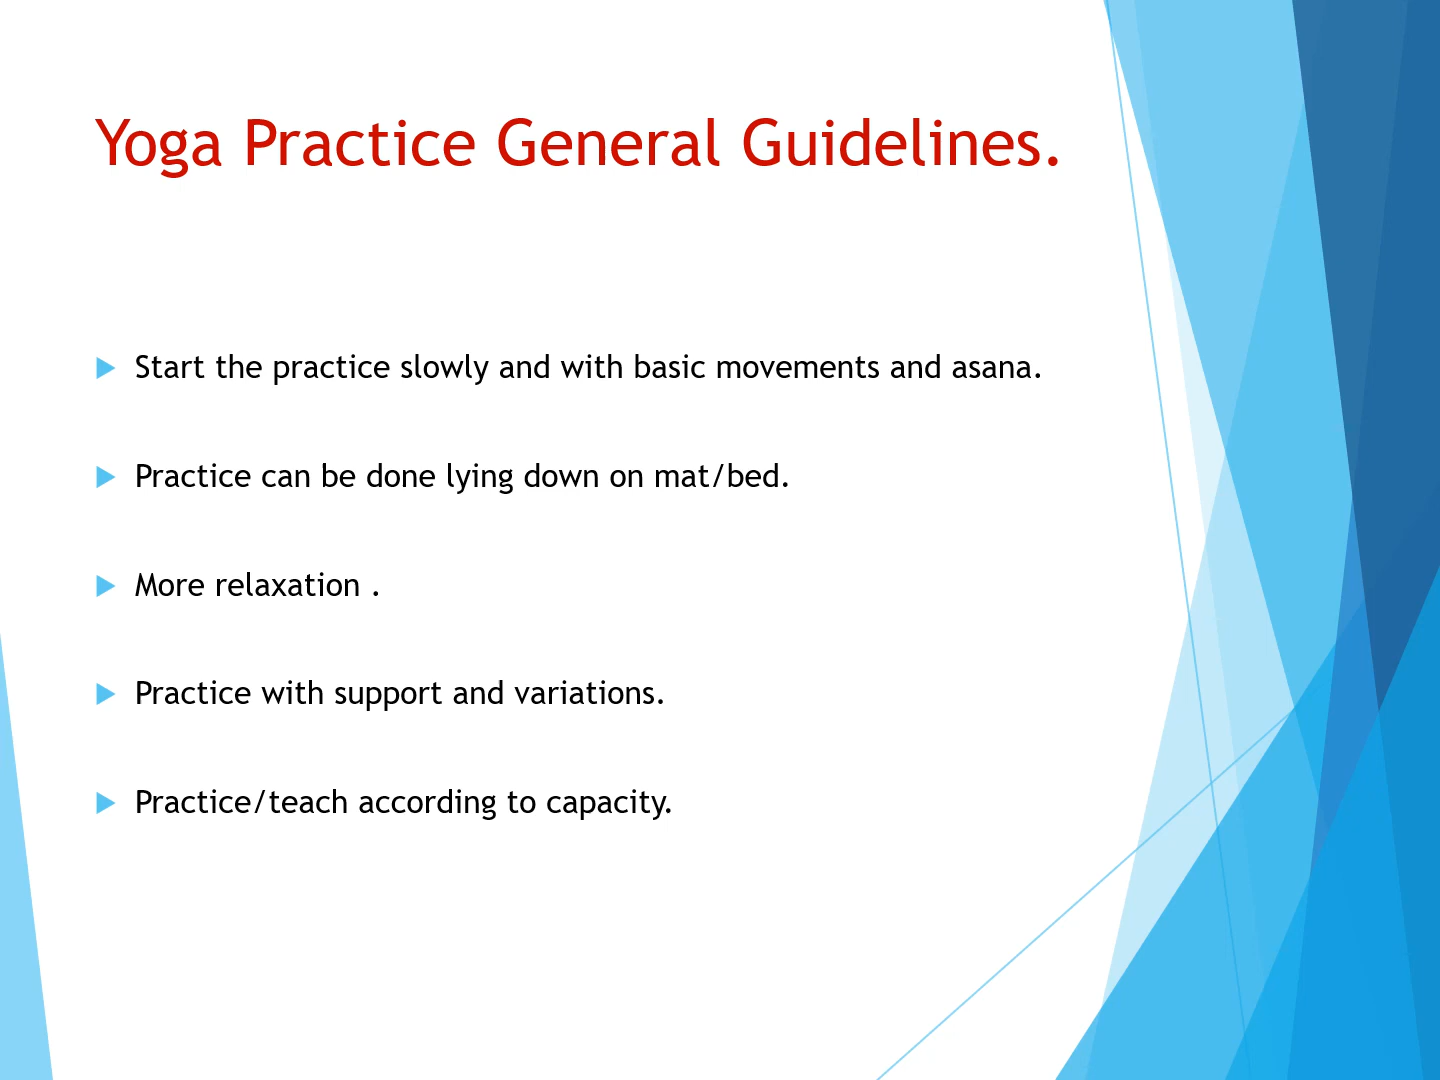 Yoga Practice General Guidelines.
Start the practice slowly and with basic movements and asana.
Practice can be done lying down on mat/bed.
More relaxation .
Practice with support and variations.
Practice/teach according to capacity.